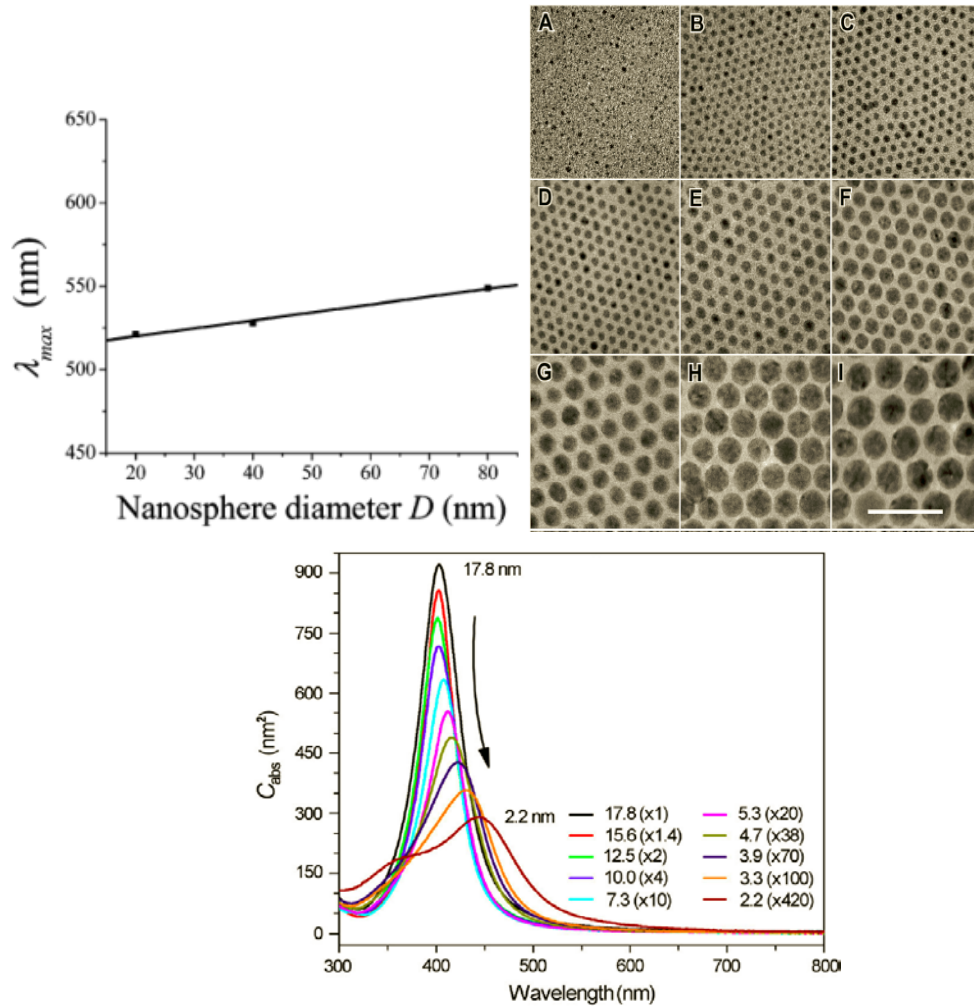 650
600
550
500
450
λmax (nm)
20 30 40 50 60 70 80
Nanosphere diameter D (nm)
A B C
D E F
G H I
900
750
600
450
300
150
0
Cabs (nm²)
17.8 nm
2.2 nm
17.8 (x1) 5.3 (x20)
15.6 (x1.4) 4.7 (x38)
12.5 (x2) 3.9 (x70)
10.0 (x4) 3.3 (x100)
7.3 (x10) 2.2 (x420)
300 400 500 600 700 800
Wavelength (nm)